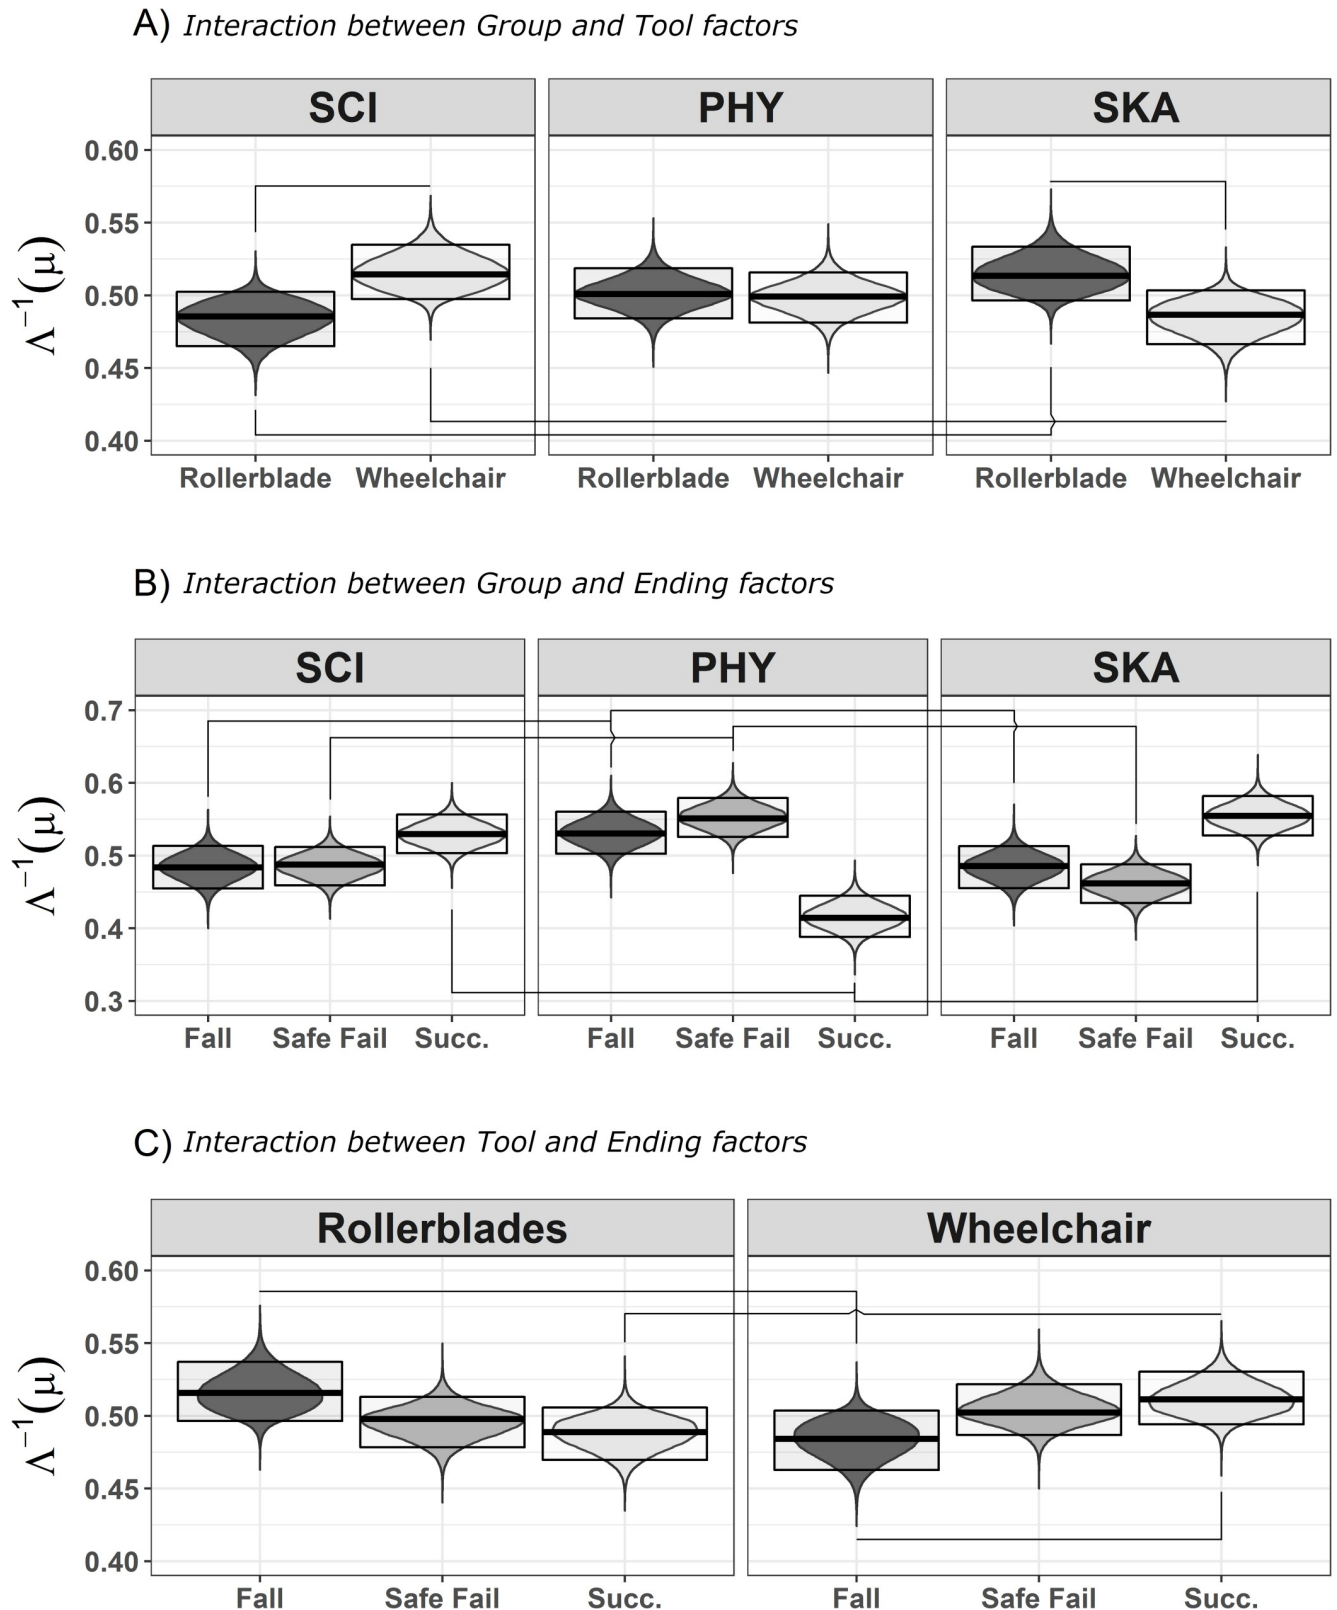 A) Interaction between Group and Tool factors
SCI PHY SKA
Λ⁻¹(μ)
0.60
0.55
0.50
0.45
0.40
Rollerblade Wheelchair Rollerblade Wheelchair Rollerblade Wheelchair
B) Interaction between Group and Ending factors
SCI PHY SKA
Λ⁻¹(μ)
0.7
0.6
0.5
0.4
0.3
Fall Safe Fail Succ. Fall Safe Fail Succ. Fall Safe Fail Succ.
C) Interaction between Tool and Ending factors
Rollerblades Wheelchair
Λ⁻¹(μ)
0.60
0.55
0.50
0.45
0.40
Fall Safe Fail Succ. Fall Safe Fail Succ.